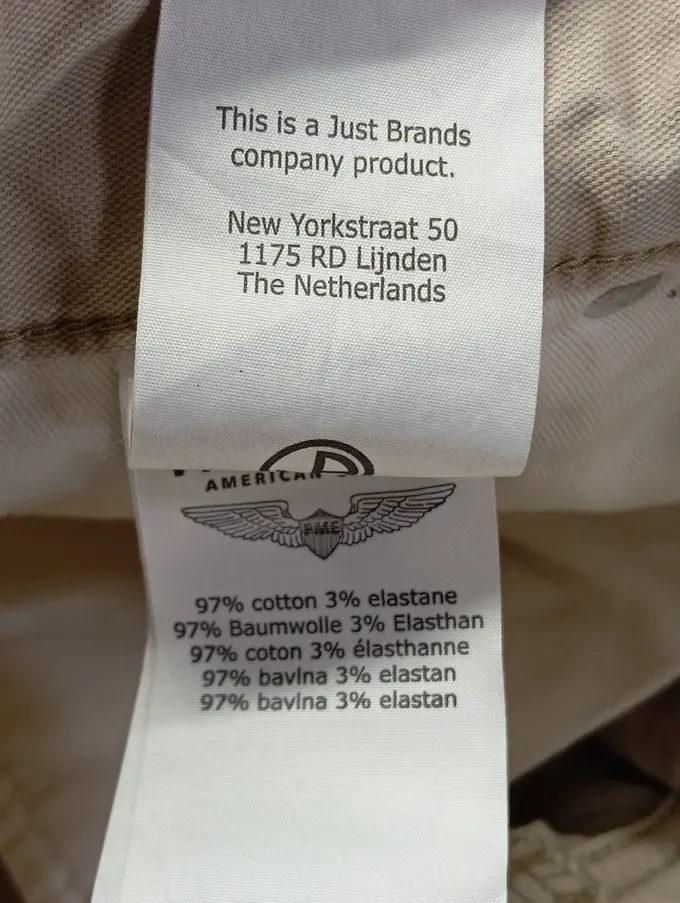 This is a Just Brands
company product.
New Yorkstraat 50
1175 RD Lijnden
The Netherlands
AMERICAN
PME
97% cotton 3% elastane
97% Baumwolle 3% Elasthan
97% coton 3% élasthanne
97% bavlna 3% elastan
97% bavlna 3% elastan